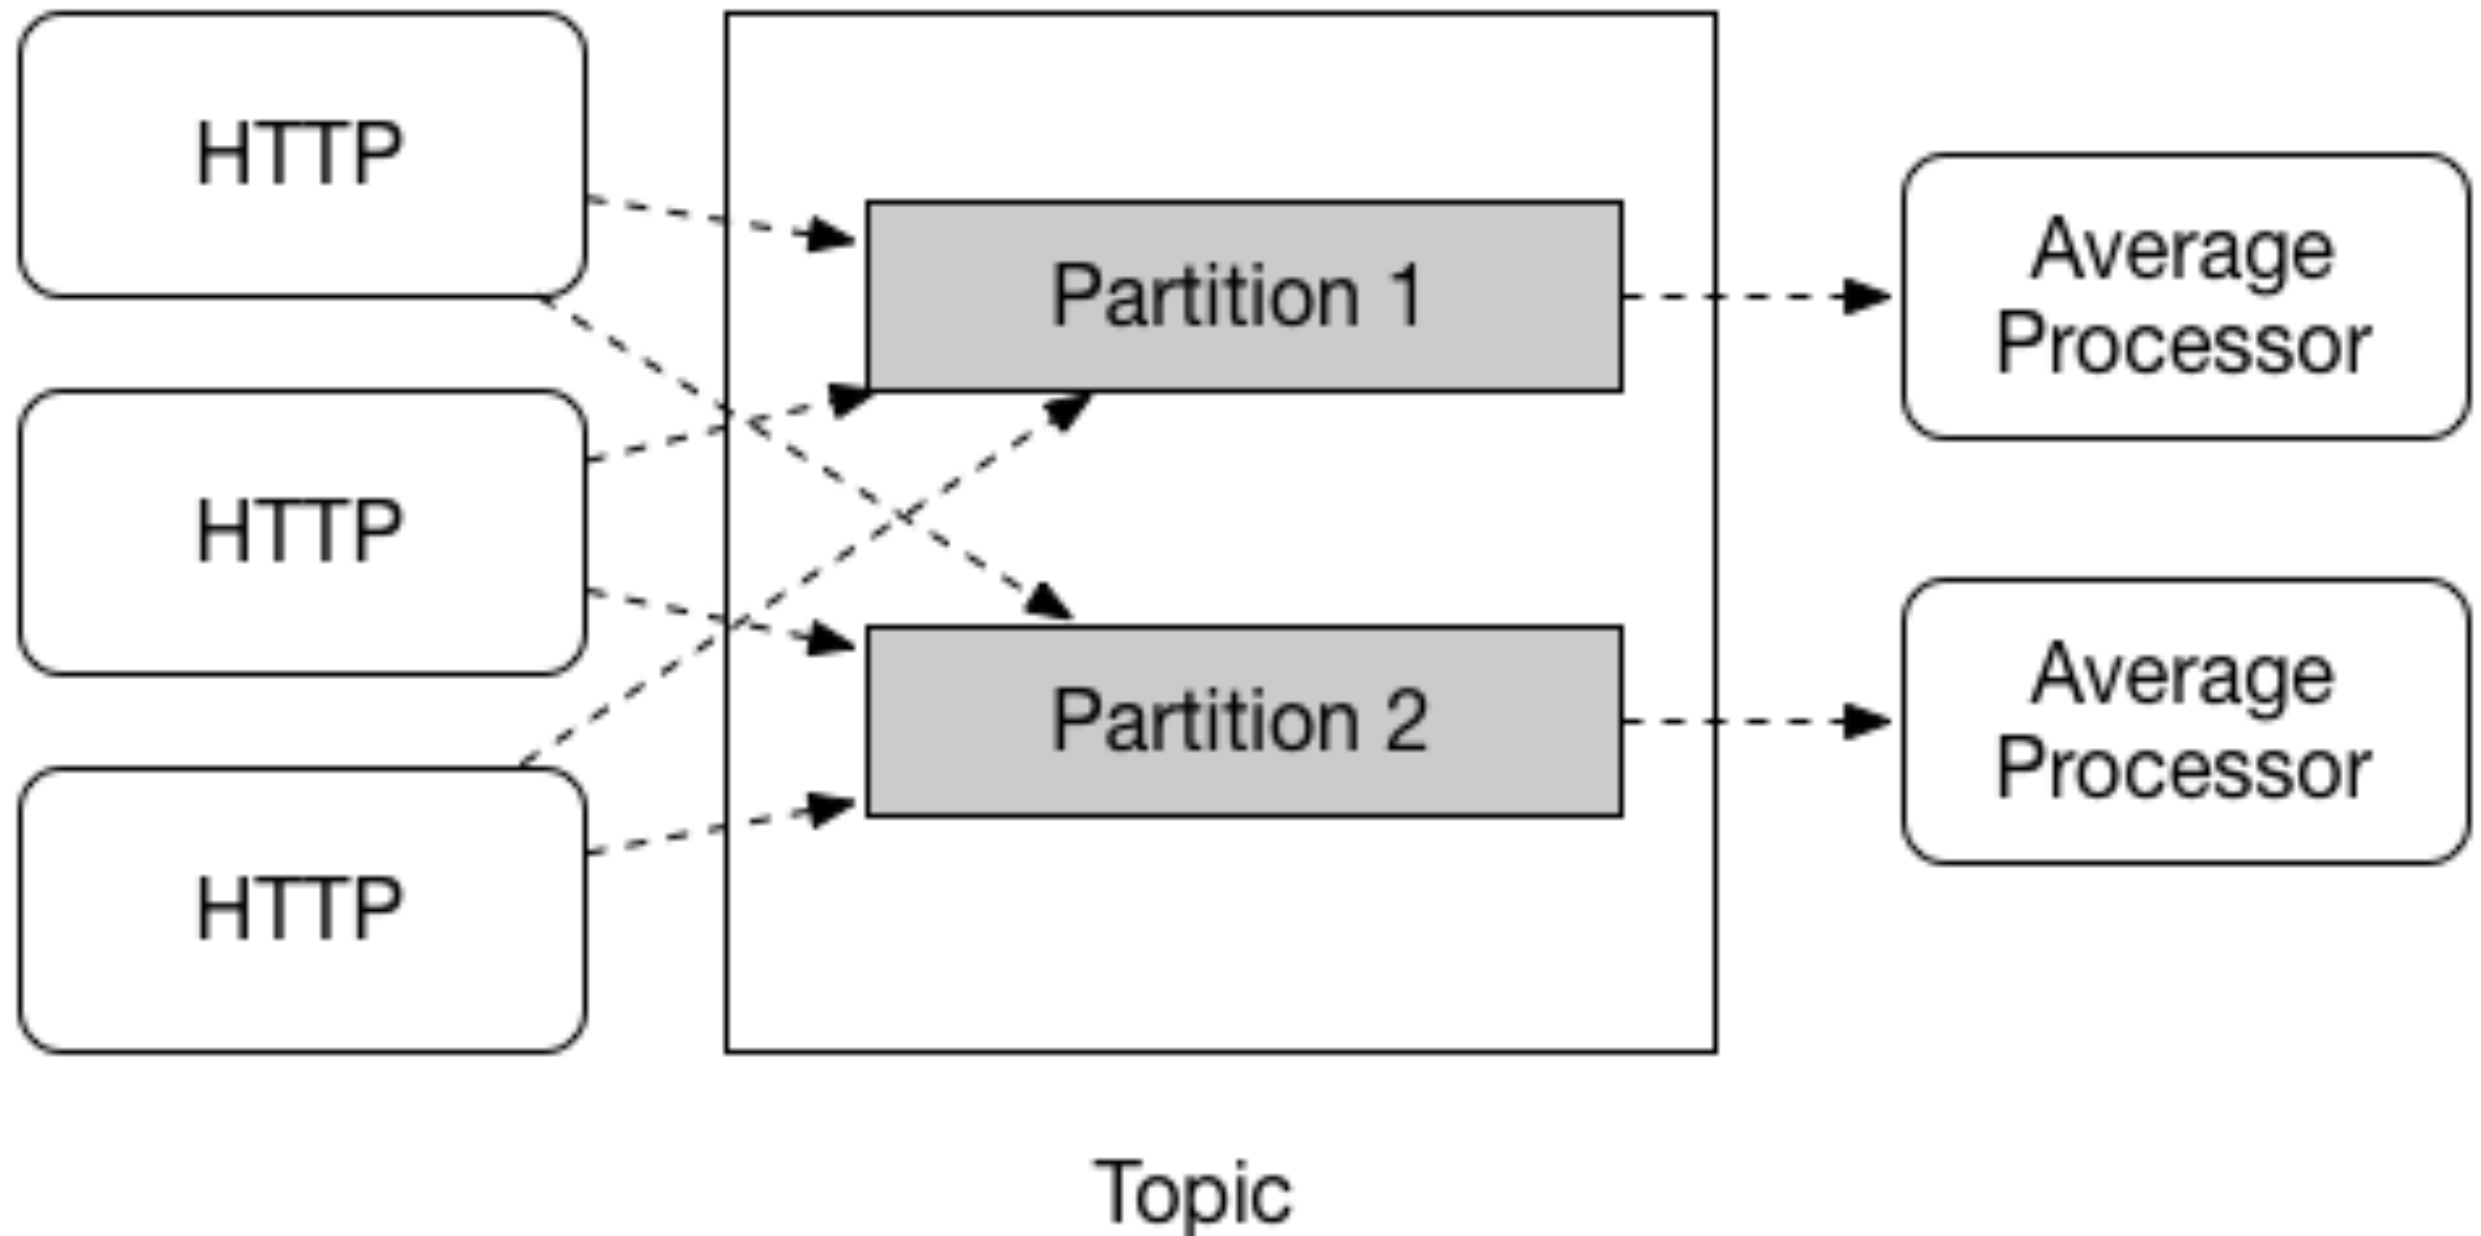 HTTP
HTTP
HTTP
Partition 1
Partition 2
Average
Processor
Average
Processor
Topic